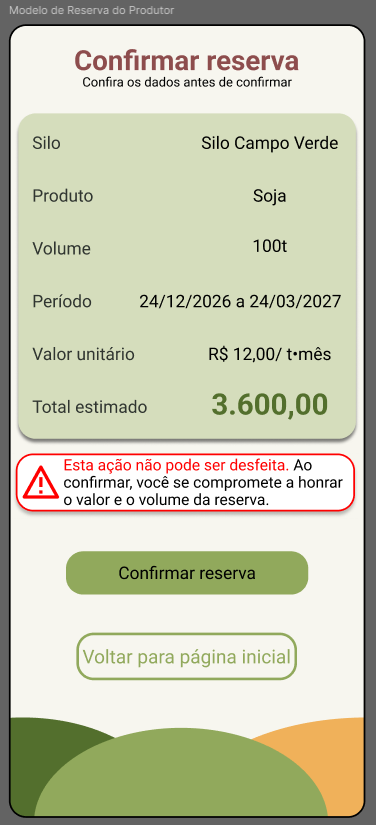 Modelo de Reserva do Produtor
Confirmar reserva
Confira os dados antes de confirmar
Silo Silo Campo Verde
Produto Soja
Volume 100t
Período 24/12/2026 a 24/03/2027
Valor unitário R$ 12,00/ t•mês
Total estimado 3.600,00
Esta ação não pode ser desfeita. Ao
confirmar, você se compromete a honrar
o valor e o volume da reserva.
Confirmar reserva
Voltar para página inicial